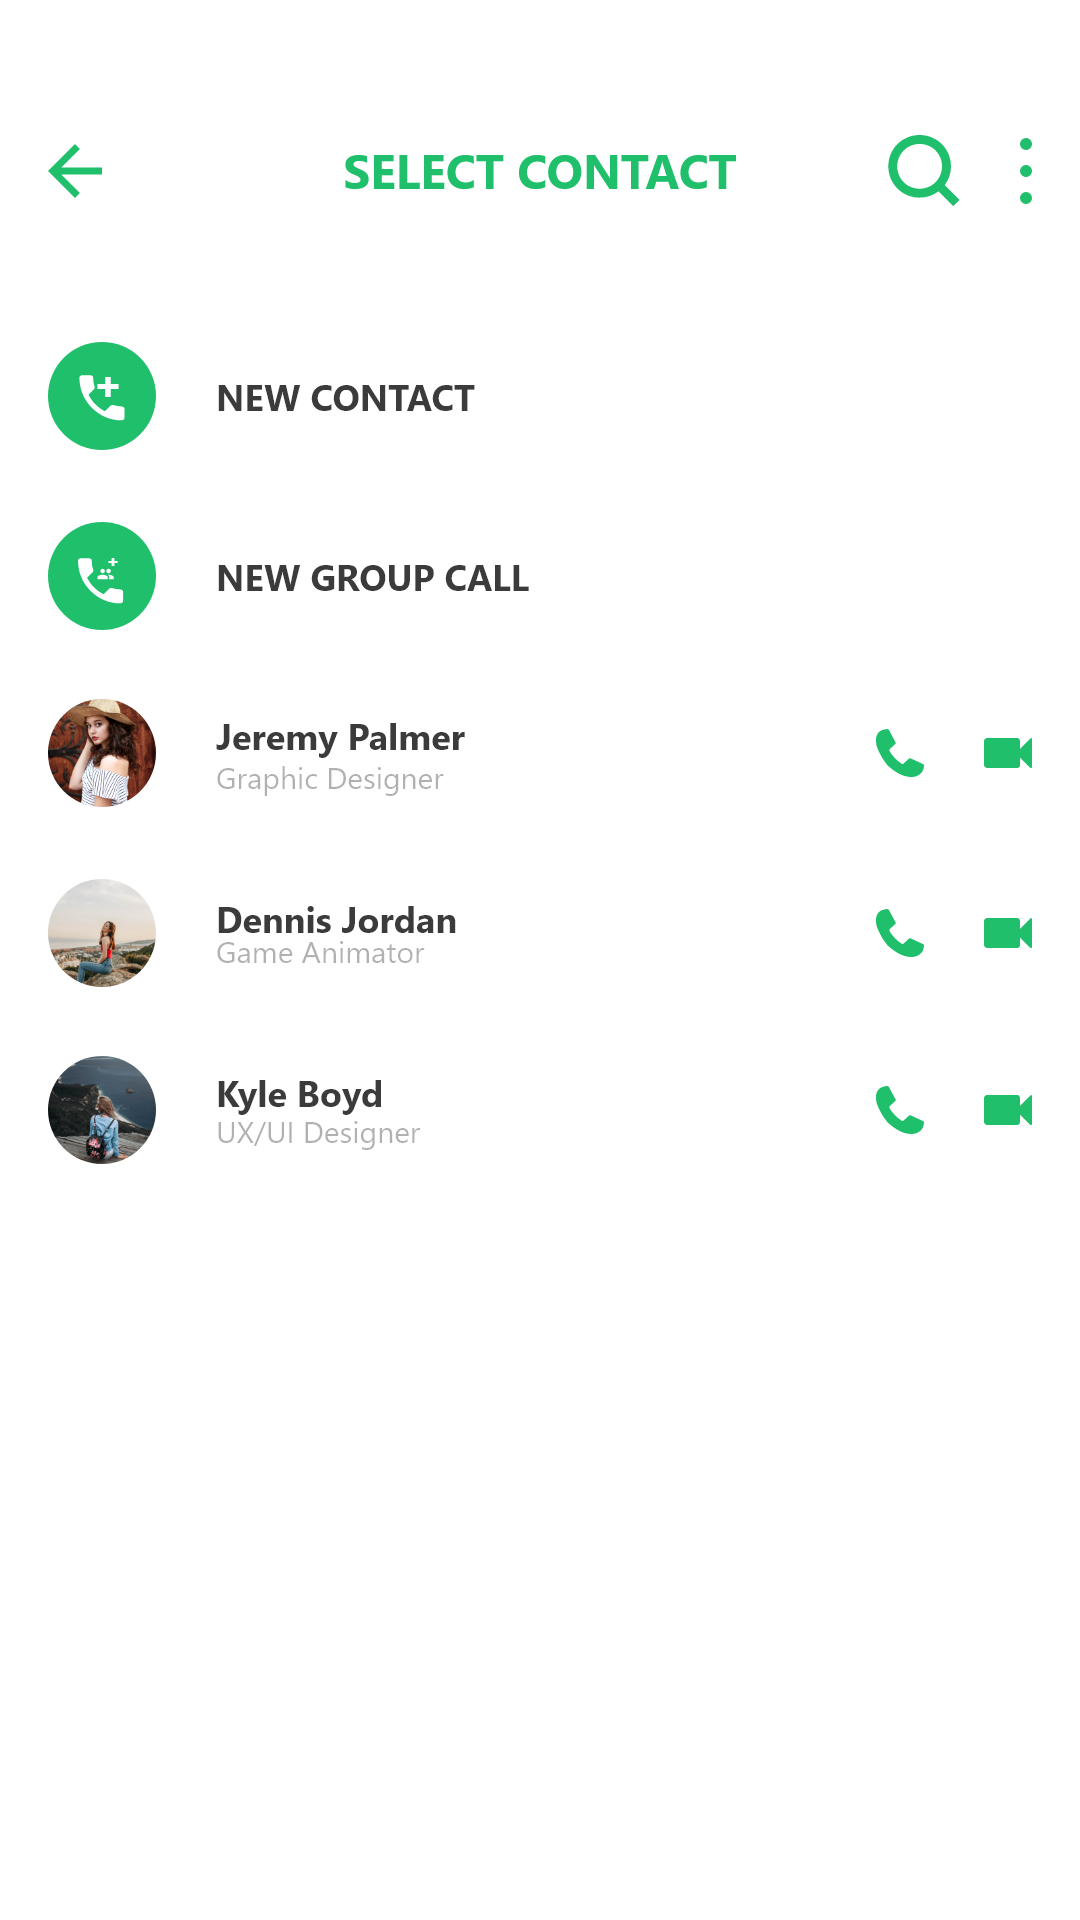 SELECT CONTACT
NEW CONTACT
NEW GROUP CALL
Jeremy Palmer
Graphic Designer
Dennis Jordan
Game Animator
Kyle Boyd
UX/UI Designer